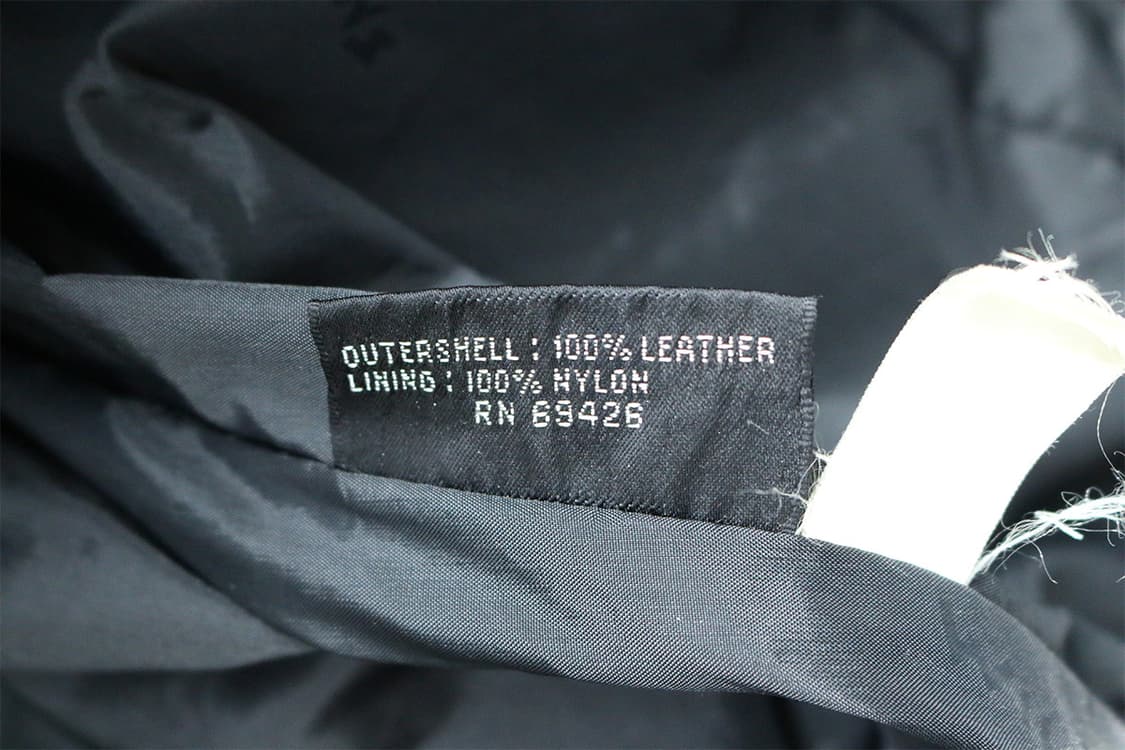 OUTERSHELL : 100% LEATHER
LINING : 100% NYLON
RN 69426